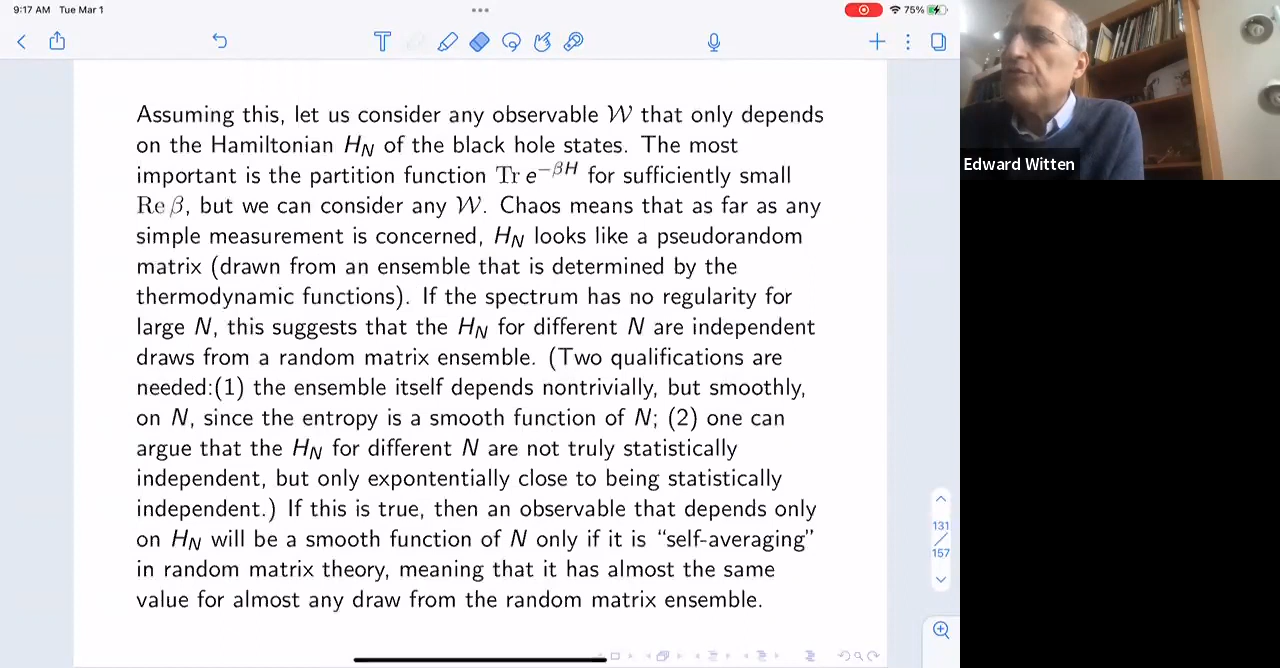 9:17 AM Tue Mar 1
75%
Assuming this, let us consider any observable 𝒲 that only depends
on the Hamiltonian H_N of the black hole states. The most
important is the partition function Tr e^{−βH} for sufficiently small
Re β, but we can consider any 𝒲. Chaos means that as far as any
simple measurement is concerned, H_N looks like a pseudorandom
matrix (drawn from an ensemble that is determined by the
thermodynamic functions). If the spectrum has no regularity for
large N, this suggests that the H_N for different N are independent
draws from a random matrix ensemble. (Two qualifications are
needed:(1) the ensemble itself depends nontrivially, but smoothly,
on N, since the entropy is a smooth function of N; (2) one can
argue that the H_N for different N are not truly statistically
independent, but only expontentially close to being statistically
independent.) If this is true, then an observable that depends only
on H_N will be a smooth function of N only if it is “self-averaging”
in random matrix theory, meaning that it has almost the same
value for almost any draw from the random matrix ensemble.
131
/
157
Edward Witten